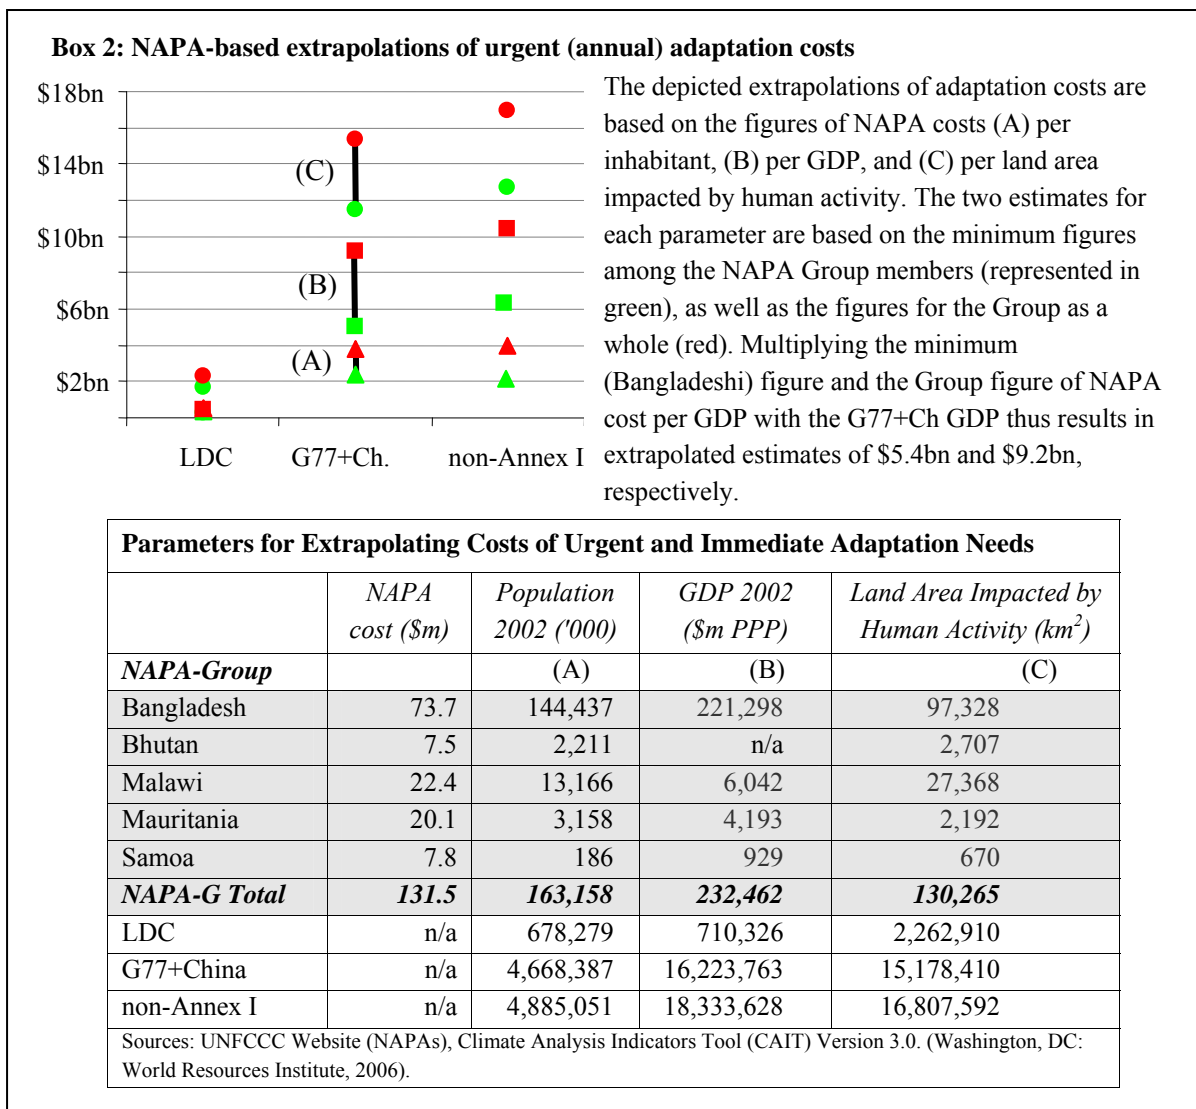 Box 2: NAPA-based extrapolations of urgent (annual) adaptation costs
$18bn
$14bn
$10bn
$6bn
$2bn
(C)
(B)
(A)
LDC G77+Ch. non-Annex I
The depicted extrapolations of adaptation costs are
based on the figures of NAPA costs (A) per
inhabitant, (B) per GDP, and (C) per land area
impacted by human activity. The two estimates for
each parameter are based on the minimum figures
among the NAPA Group members (represented in
green), as well as the figures for the Group as a
whole (red). Multiplying the minimum
(Bangladeshi) figure and the Group figure of NAPA
cost per GDP with the G77+Ch GDP thus results in
extrapolated estimates of $5.4bn and $9.2bn,
respectively.
Parameters for Extrapolating Costs of Urgent and Immediate Adaptation Needs
NAPA Population GDP 2002 Land Area Impacted by
cost ($m) 2002 ('000) ($m PPP) Human Activity (km²)
NAPA-Group (A) (B) (C)
Bangladesh 73.7 144,437 221,298 97,328
Bhutan 7.5 2,211 n/a 2,707
Malawi 22.4 13,166 6,042 27,368
Mauritania 20.1 3,158 4,193 2,192
Samoa 7.8 186 929 670
NAPA-G Total 131.5 163,158 232,462 130,265
LDC n/a 678,279 710,326 2,262,910
G77+China n/a 4,668,387 16,223,763 15,178,410
non-Annex I n/a 4,885,051 18,333,628 16,807,592
Sources: UNFCCC Website (NAPAs), Climate Analysis Indicators Tool (CAIT) Version 3.0. (Washington, DC:
World Resources Institute, 2006).